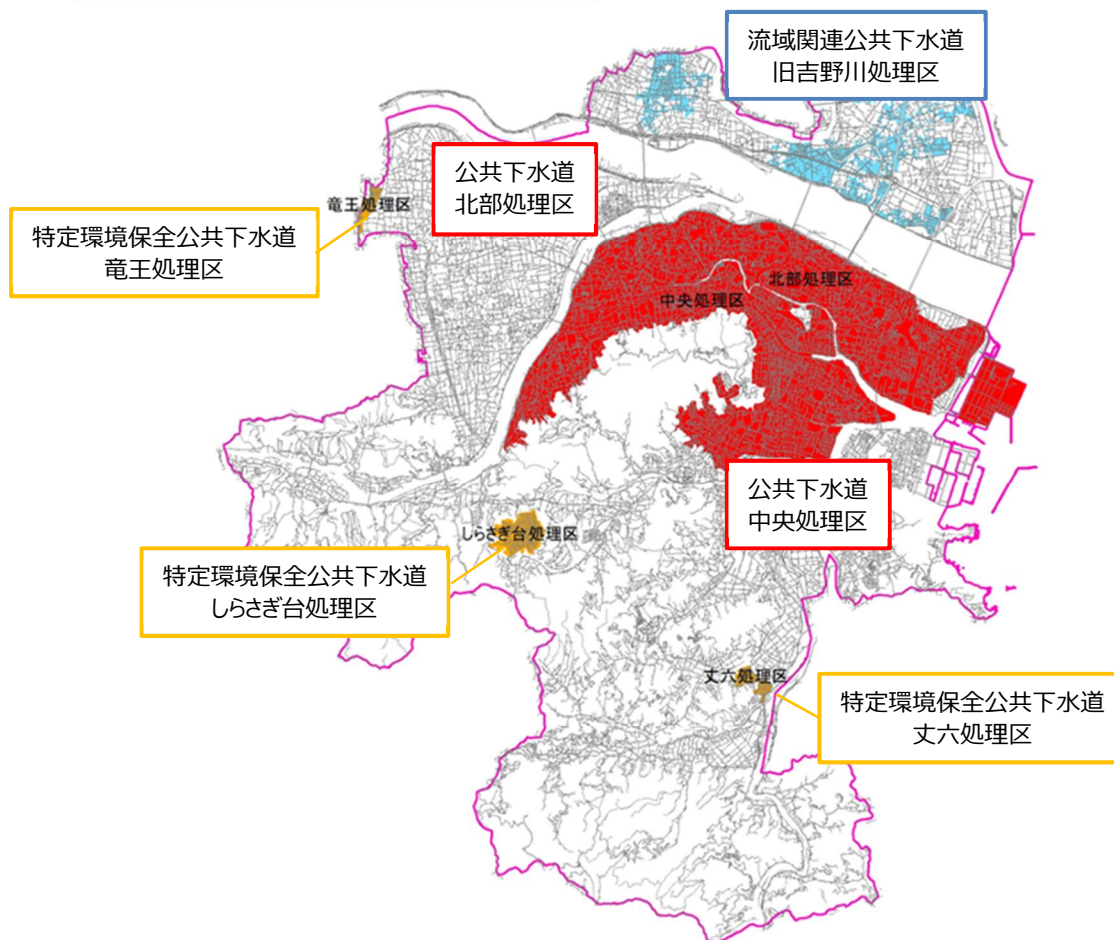 流域関連公共下水道
旧吉野川処理区
公共下水道
北部処理区
竜王処理区
特定環境保全公共下水道
竜王処理区
北部処理区
中央処理区
公共下水道
中央処理区
しらさぎ台処理区
特定環境保全公共下水道
しらさぎ台処理区
丈六処理区
特定環境保全公共下水道
丈六処理区